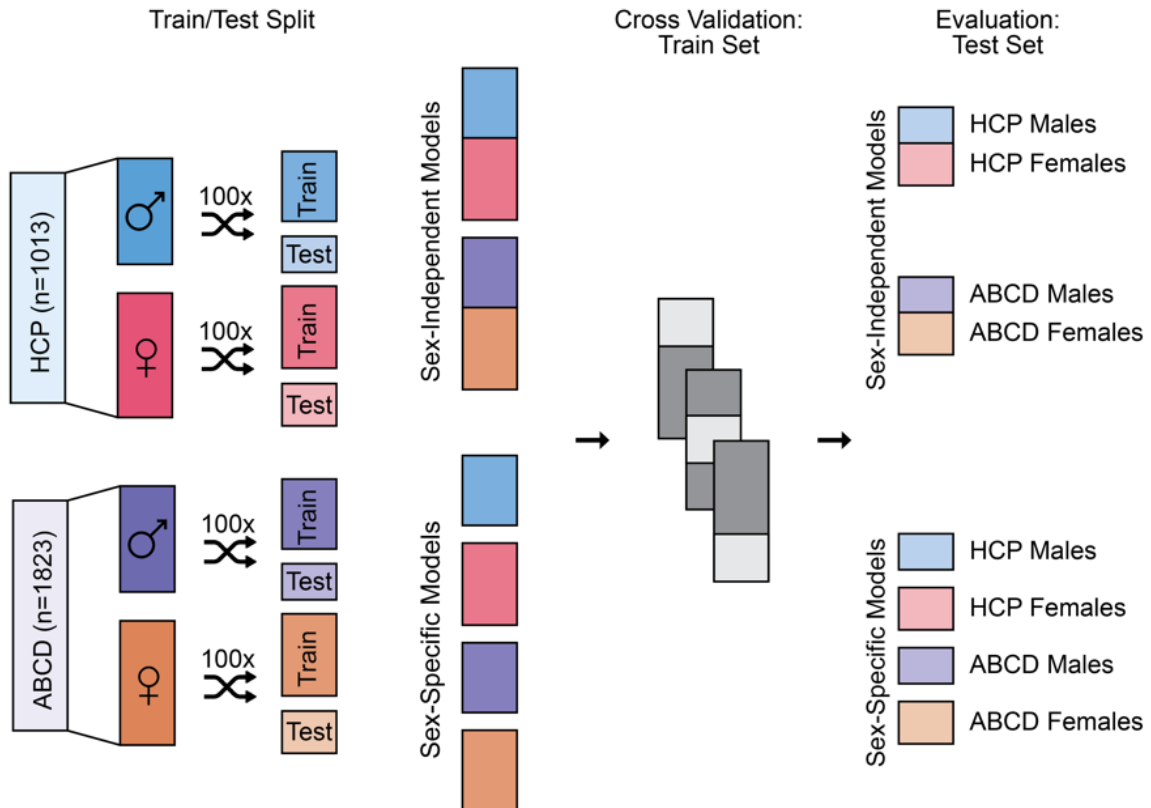 Train/Test Split
Cross Validation:
Train Set
Evaluation:
Test Set
HCP (n=1013)
100x
Train
Test
100x
Train
Test
ABCD (n=1823)
100x
Train
Test
100x
Train
Test
Sex-Independent Models
Sex-Specific Models
Sex-Independent Models
HCP Males
HCP Females
ABCD Males
ABCD Females
Sex-Specific Models
HCP Males
HCP Females
ABCD Males
ABCD Females